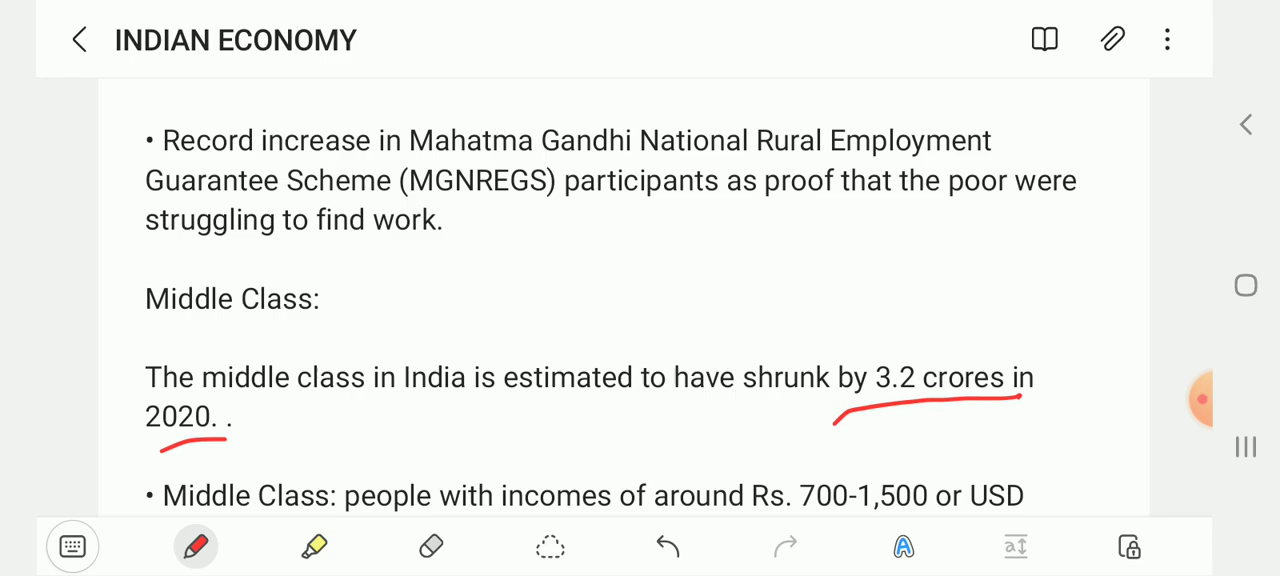 INDIAN ECONOMY
• Record increase in Mahatma Gandhi National Rural Employment
Guarantee Scheme (MGNREGS) participants as proof that the poor were
struggling to find work.
Middle Class:
The middle class in India is estimated to have shrunk by 3.2 crores in
2020. .
• Middle Class: people with incomes of around Rs. 700-1,500 or USD